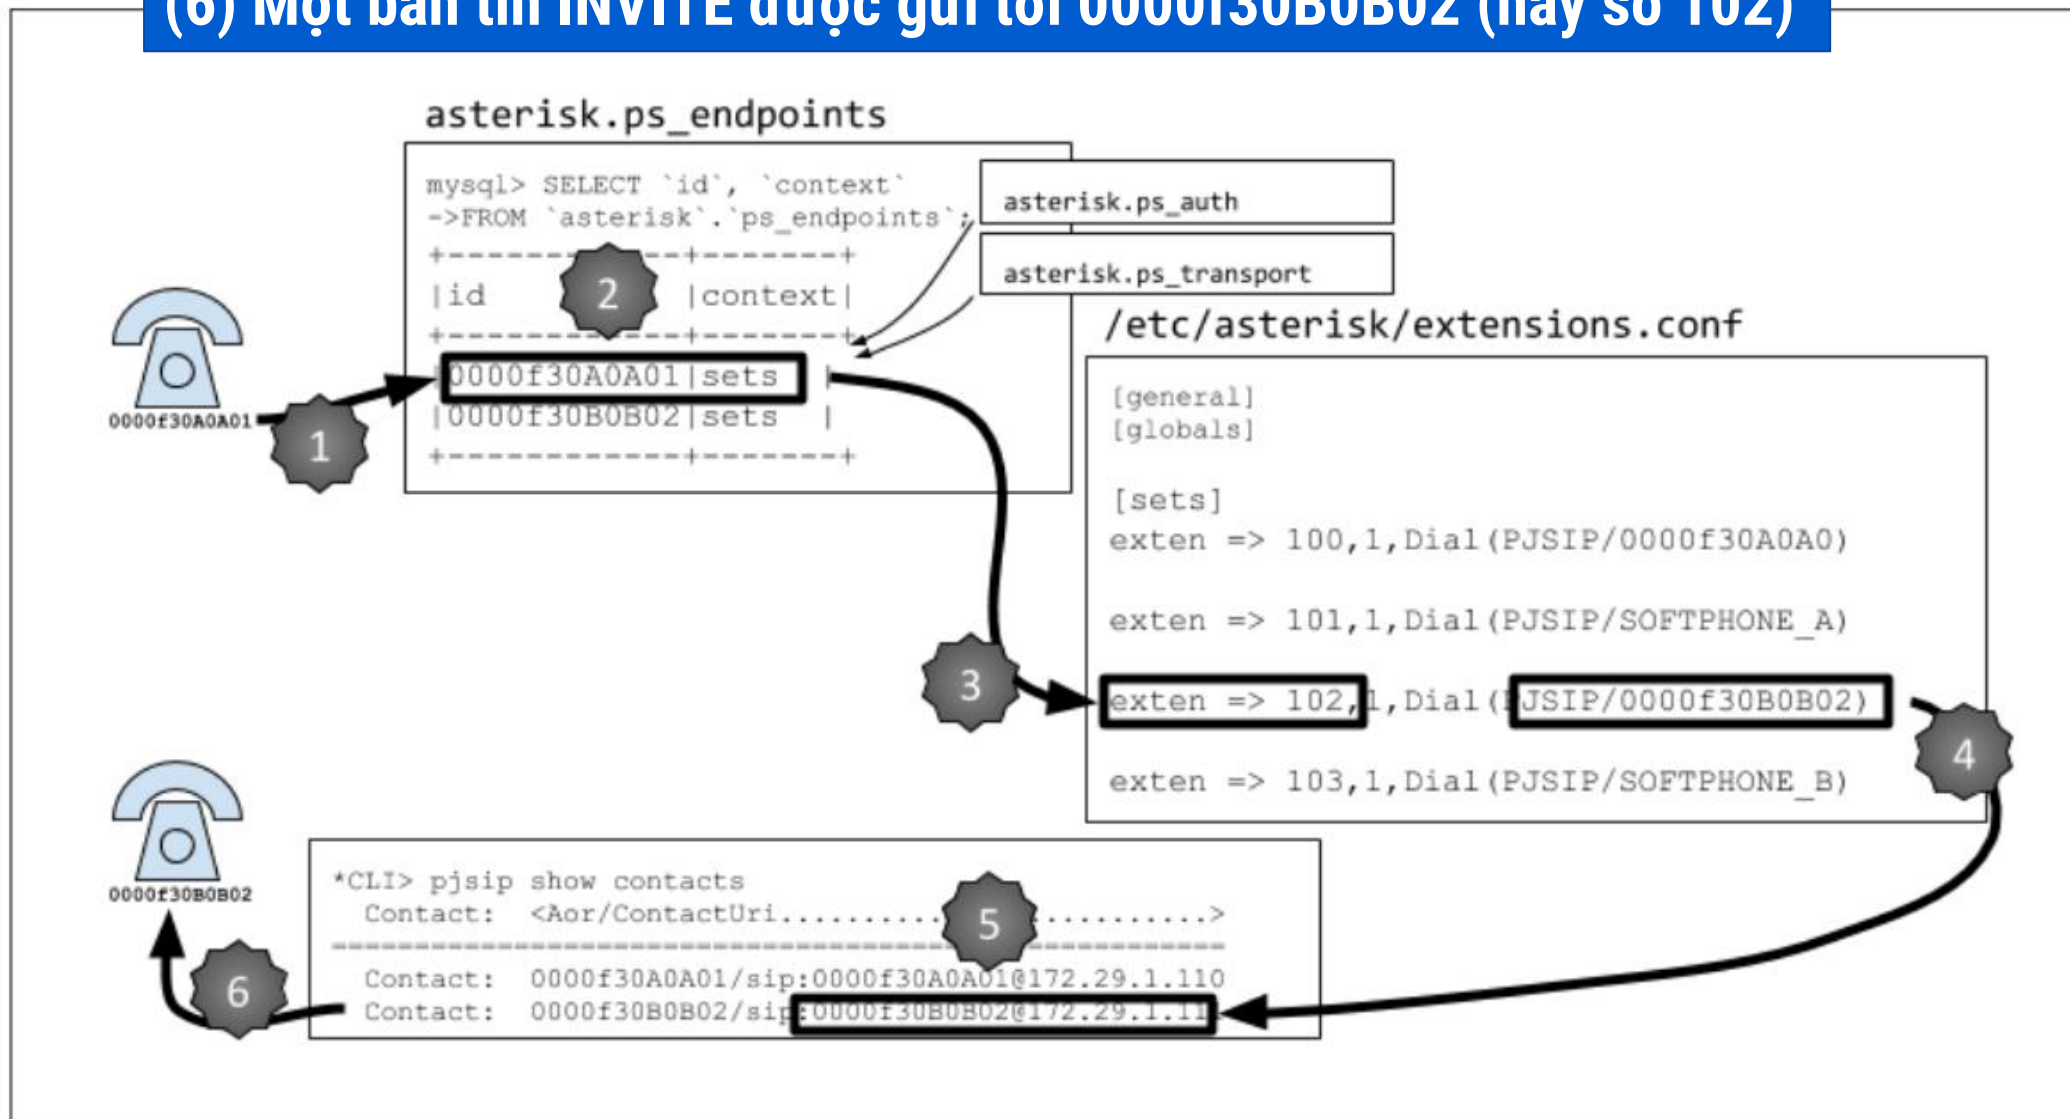 (6) Một bản tin INVITE được gửi tới 0000f30B0B02 (hay số 102)
asterisk.ps_endpoints
mysql> SELECT `id`, `context`
->FROM `asterisk`.`ps_endpoints`;
+------------+-------+
|id |context|
+------------+-------+
|0000f30A0A01|sets |
|0000f30B0B02|sets |
+------------+-------+
2
asterisk.ps_auth
asterisk.ps_transport
0000f30A0A01
1
/etc/asterisk/extensions.conf
[general]
[globals]
[sets]
exten => 100,1,Dial(PJSIP/0000f30A0A0)
exten => 101,1,Dial(PJSIP/SOFTPHONE_A)
3
exten => 102,1,Dial(PJSIP/0000f30B0B02)
4
exten => 103,1,Dial(PJSIP/SOFTPHONE_B)
0000f30B0B02
*CLI> pjsip show contacts
Contact: <Aor/ContactUri..........................>
5
=======================================================
Contact: 0000f30A0A01/sip:0000f30A0A01@172.29.1.110
Contact: 0000f30B0B02/sip:0000f30B0B02@172.29.1.11
6